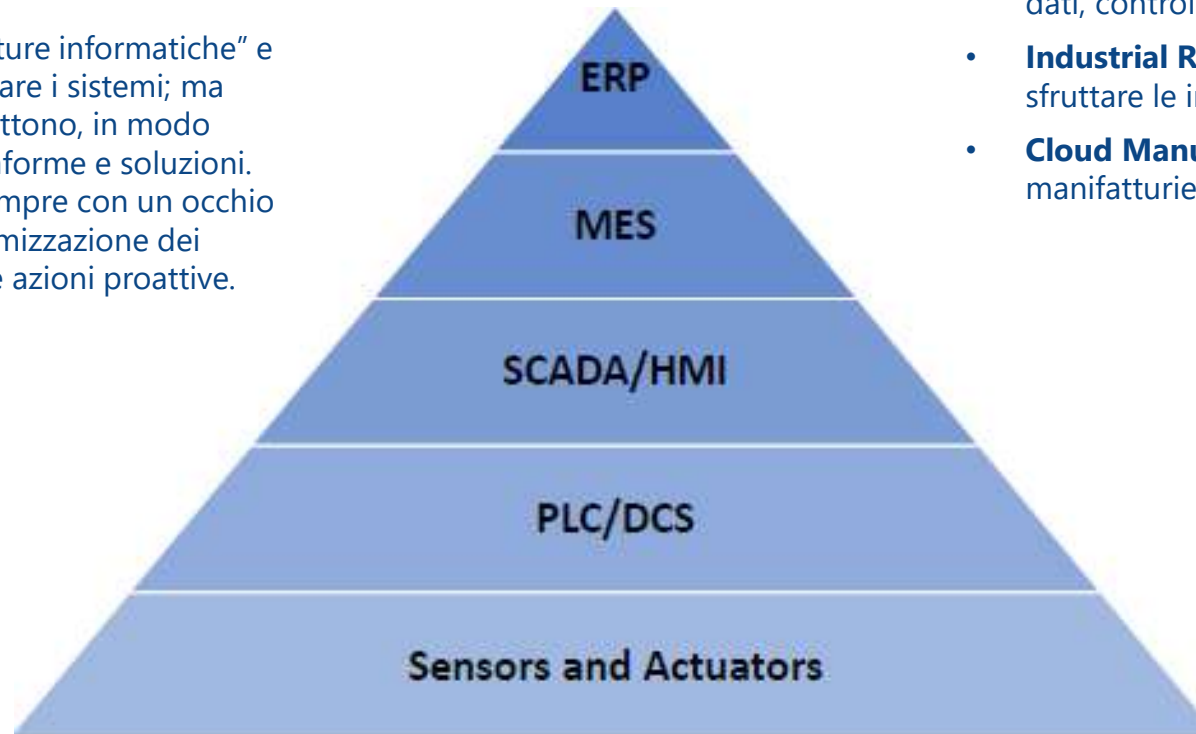 ture informatiche” e
are i sistemi; ma
ttono, in modo
forme e soluzioni.
mpre con un occhio
mizzazione dei
e azioni proattive.
ERP
MES
SCADA/HMI
PLC/DCS
Sensors and Actuators
dati, control
• Industrial R
sfruttare le i
• Cloud Manu
manifatturie